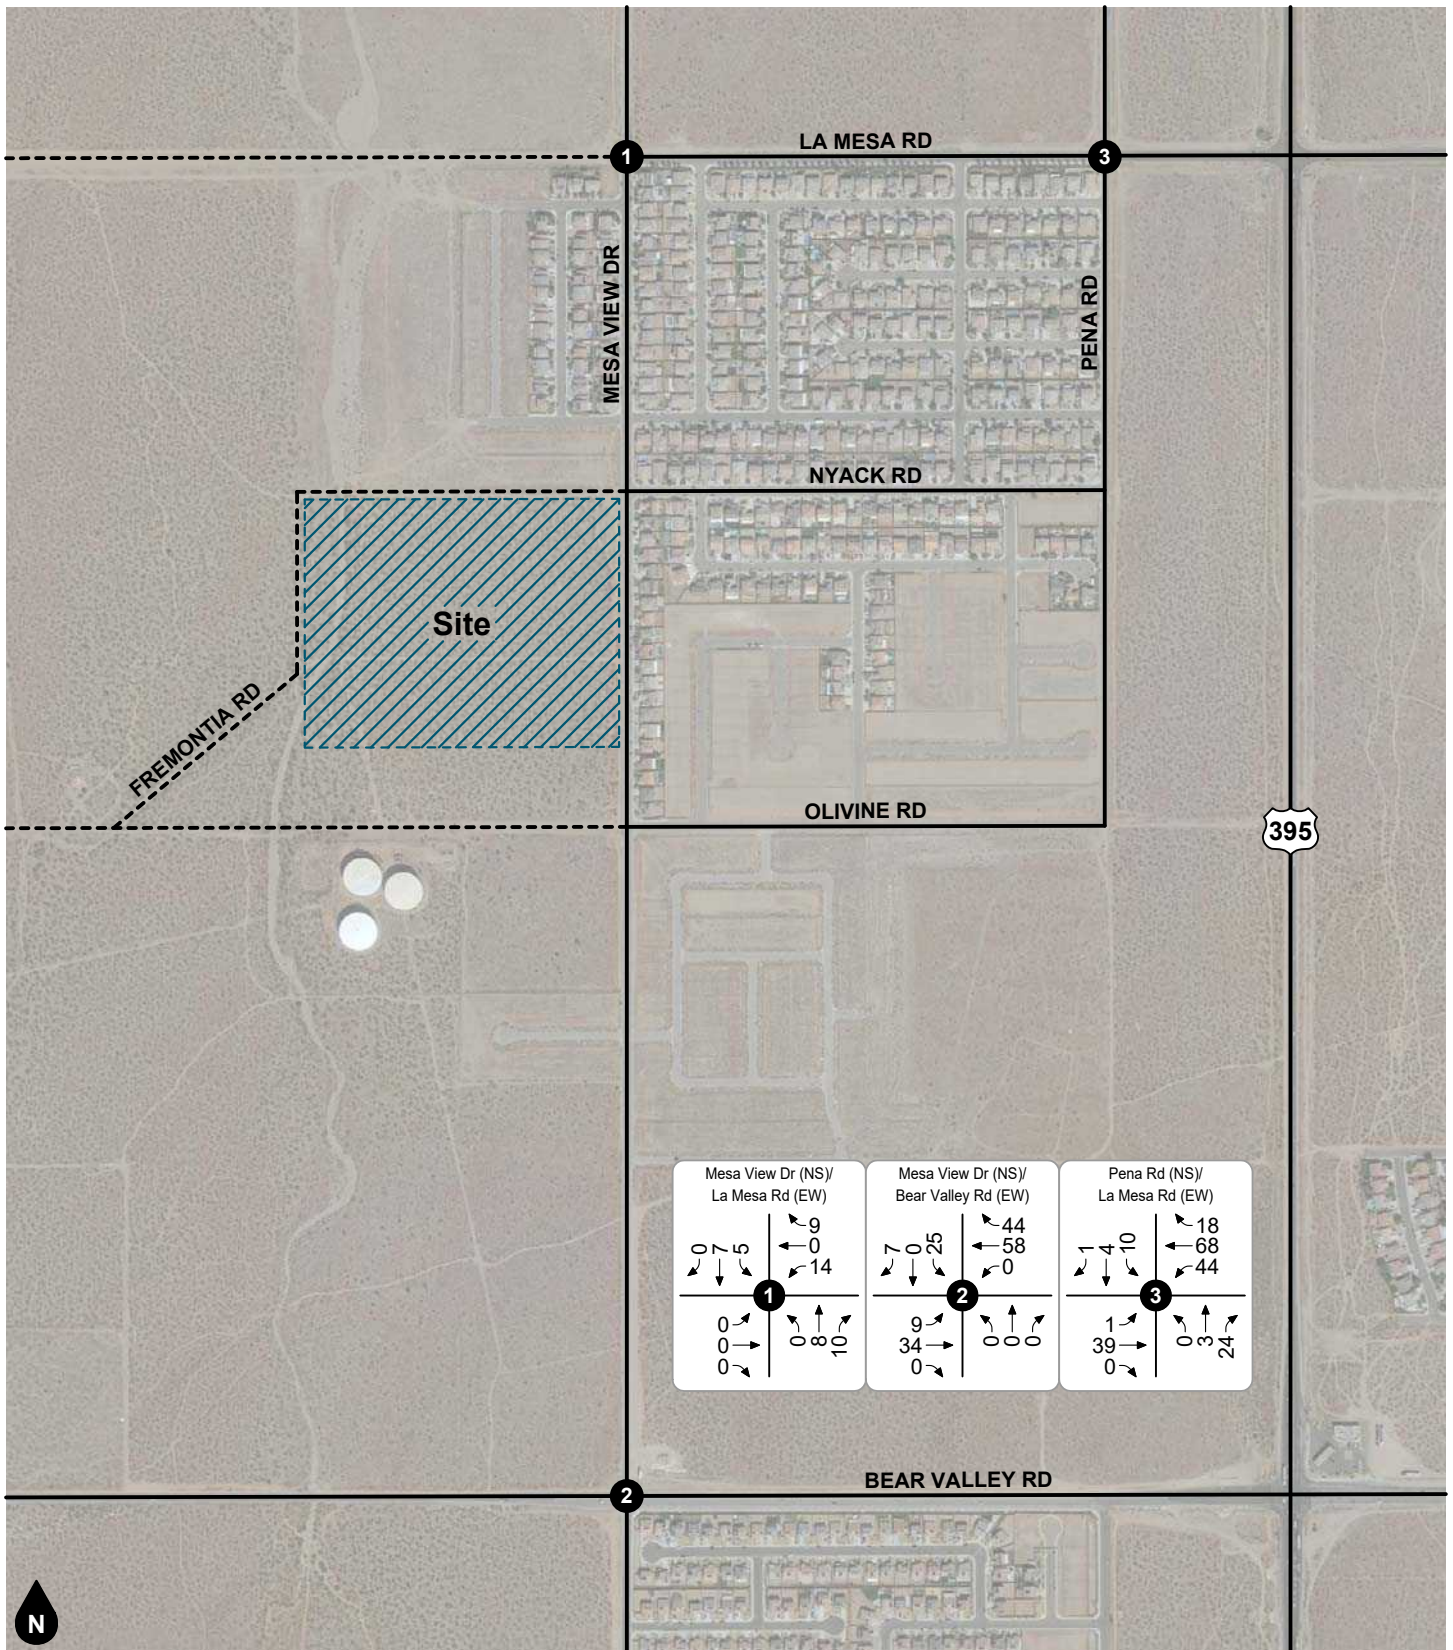 LA MESA RD
1
3
MESA VIEW DR
PENA RD
NYACK RD
Site
FREMONTIA RD
OLIVINE RD
395
Mesa View Dr (NS)/
La Mesa Rd (EW)
9
0
14
0
7
5
1
0
0
0
0
8
10
Mesa View Dr (NS)/
Bear Valley Rd (EW)
44
58
0
7
0
25
2
9
34
0
0
0
0
Pena Rd (NS)/
La Mesa Rd (EW)
18
68
44
1
4
10
3
1
39
0
0
3
24
BEAR VALLEY RD
2
N